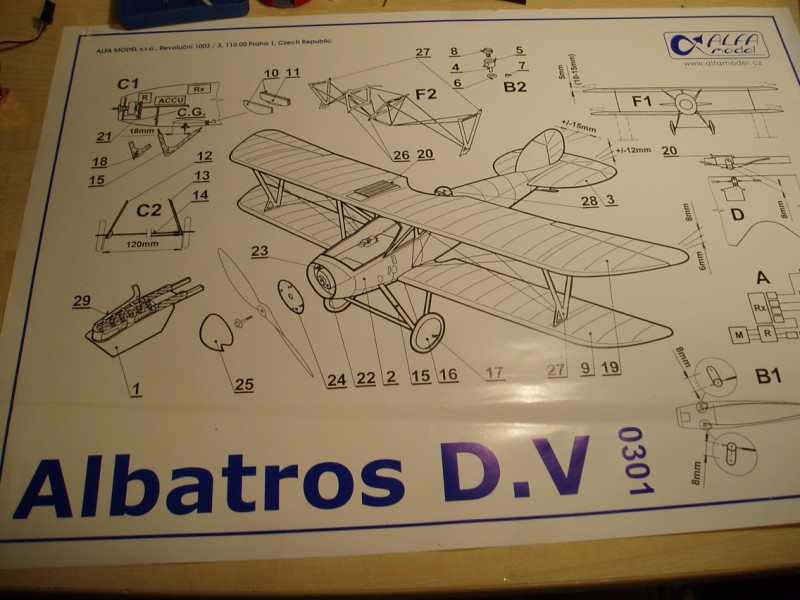 ALFA MODEL s.r.o., Revoluční 1003 / 3, 110 00 Praha 1, Czech Republic
ALFA
model
www.alfamodel.cz
C1
R
ACCU
Rx
C.G.
10
11
21
18mm
18
15
12
13
14
C2
120mm
27
F2
26
20
8
5
4
7
6
B2
5mm
(10-15mm)
F1
+/-15mm
+/-12mm
20
28
3
D
8mm
8mm
6mm
A
Rx
M
R
23
29
1
25
24
22
2
15
16
17
27
9
19
8mm
B1
8mm
Albatros D.V
0301